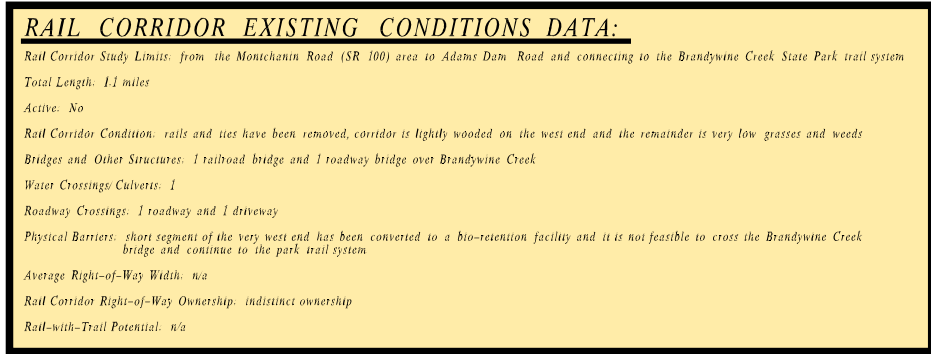 RAIL CORRIDOR EXISTING CONDITIONS DATA:
Rail Corridor Study Limits: from the Montchanin Road (SR 100) area to Adams Dam Road and connecting to the Brandywine Creek State Park trail system
Total Length: 1.1 miles
Active: No
Rail Corridor Condition: rails and ties have been removed, corridor is lightly wooded on the west end and the remainder is very low grasses and weeds
Bridges and Other Structures: 1 railroad bridge and 1 roadway bridge over Brandywine Creek
Water Crossings/Culverts: 1
Roadway Crossings: 1 roadway and 1 driveway
Physical Barriers: short segment of the very west end has been converted to a bio-retention facility and it is not feasible to cross the Brandywine Creek
bridge and continue to the park trail system
Average Right-of-Way Width: n/a
Rail Corridor Right-of-Way Ownership: indistinct ownership
Rail-with-Trail Potential: n/a